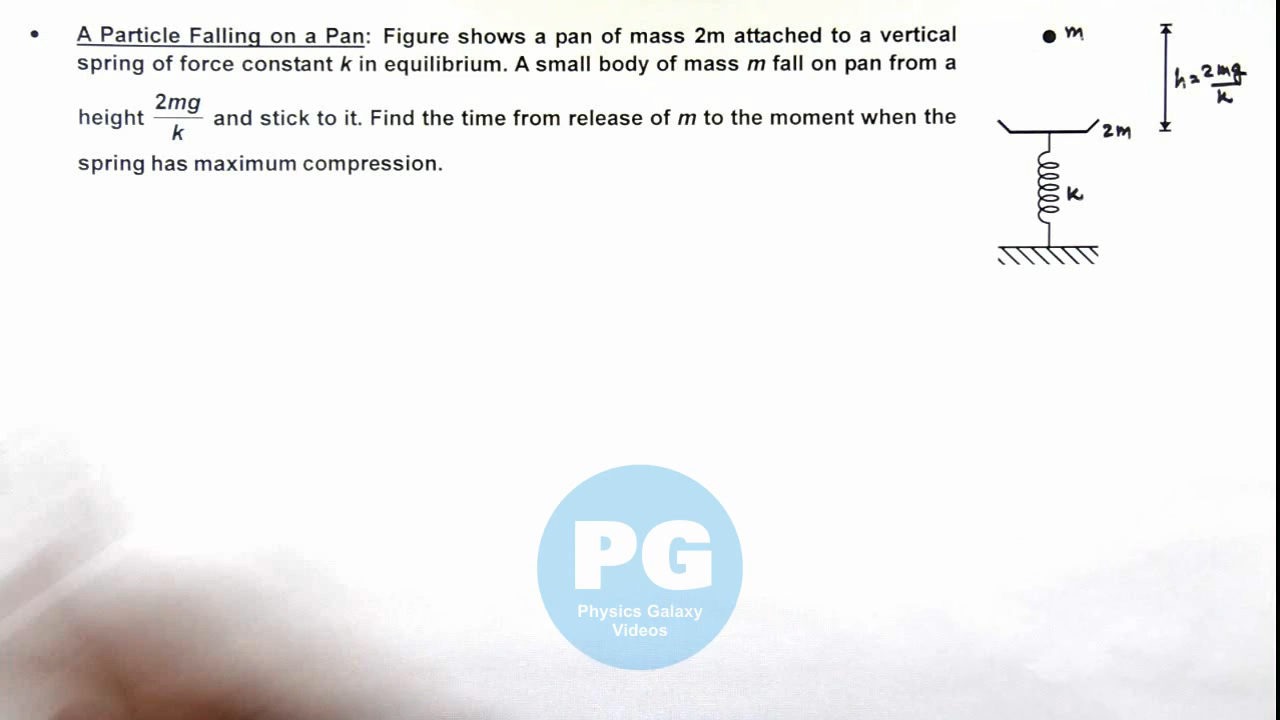 • A Particle Falling on a Pan: Figure shows a pan of mass 2m attached to a vertical
spring of force constant k in equilibrium. A small body of mass m fall on pan from a
height 2mg/k and stick to it. Find the time from release of m to the moment when the
spring has maximum compression.
m
h = 2mg/k
2m
k
PG
Physics Galaxy
Videos